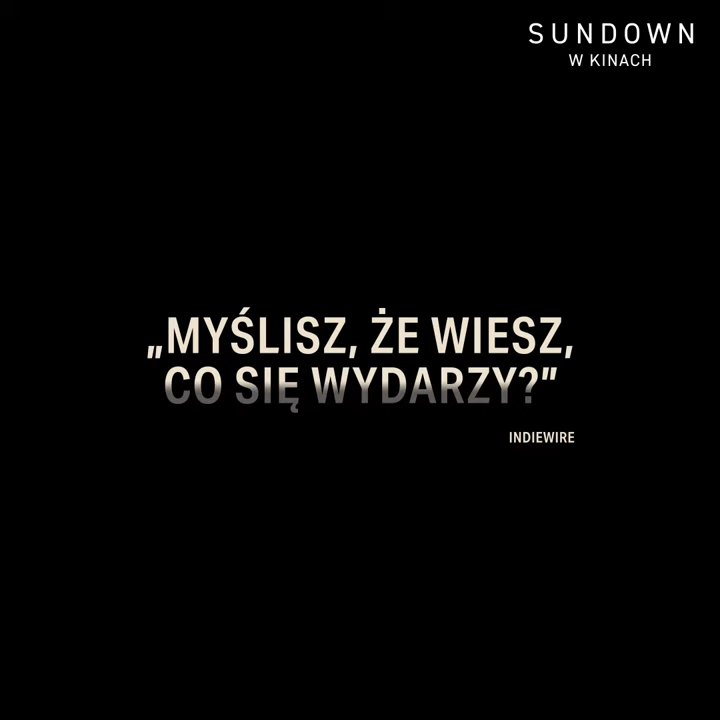 SUNDOWN
W KINACH
„MYŚLISZ, ŻE WIESZ,
CO SIĘ WYDARZY?”
INDIEWIRE